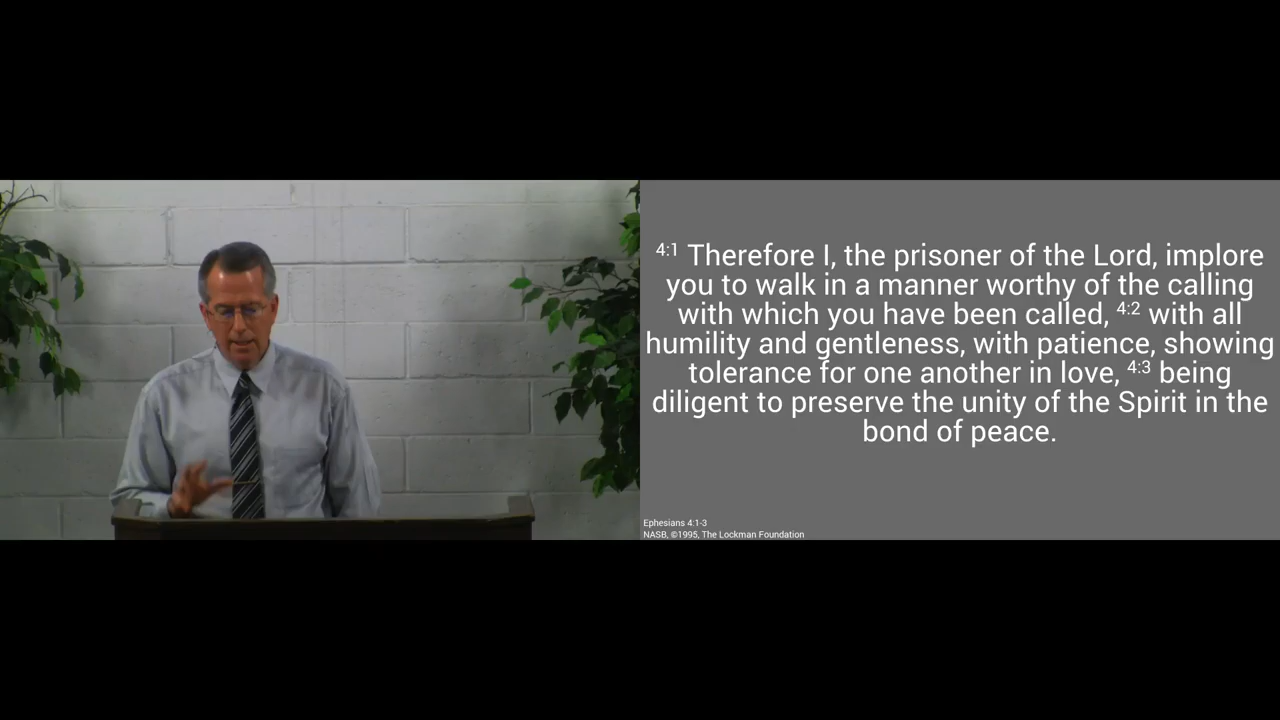 4:1 Therefore I, the prisoner of the Lord, implore
you to walk in a manner worthy of the calling
with which you have been called, 4:2 with all
humility and gentleness, with patience, showing
tolerance for one another in love, 4:3 being
diligent to preserve the unity of the Spirit in the
bond of peace.
Ephesians 4:1-3
NASB, ©1995, The Lockman Foundation